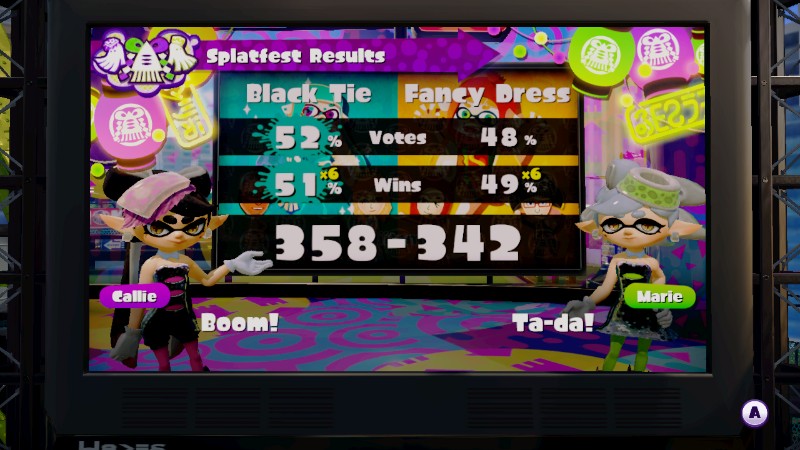 Splatfest Results
Black Tie Fancy Dress
52% Votes 48%
51%x6 Wins 49%x6
358-342
Callie Marie
Boom! Ta-da!
A